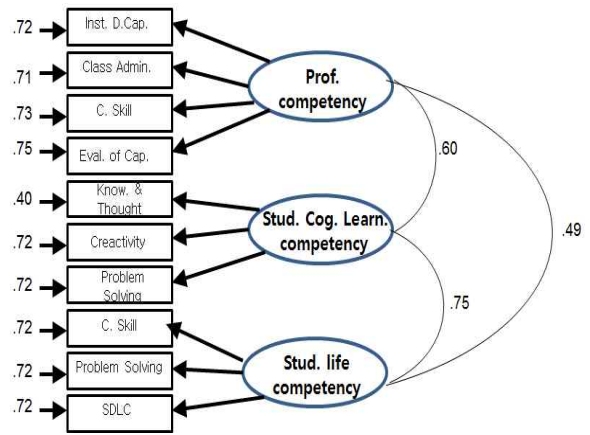 .72
Inst. D.Cap.
.71
Class Admin.
.73
C. Skill
.75
Eval. of Cap.
.40
Know. &
Thought
.72
Creactivity
.72
Problem
Solving
.72
C. Skill
.72
Problem Solving
.72
SDLC
Prof.
competency
Stud. Cog. Learn.
competency
Stud. life
competency
.60
.75
.49